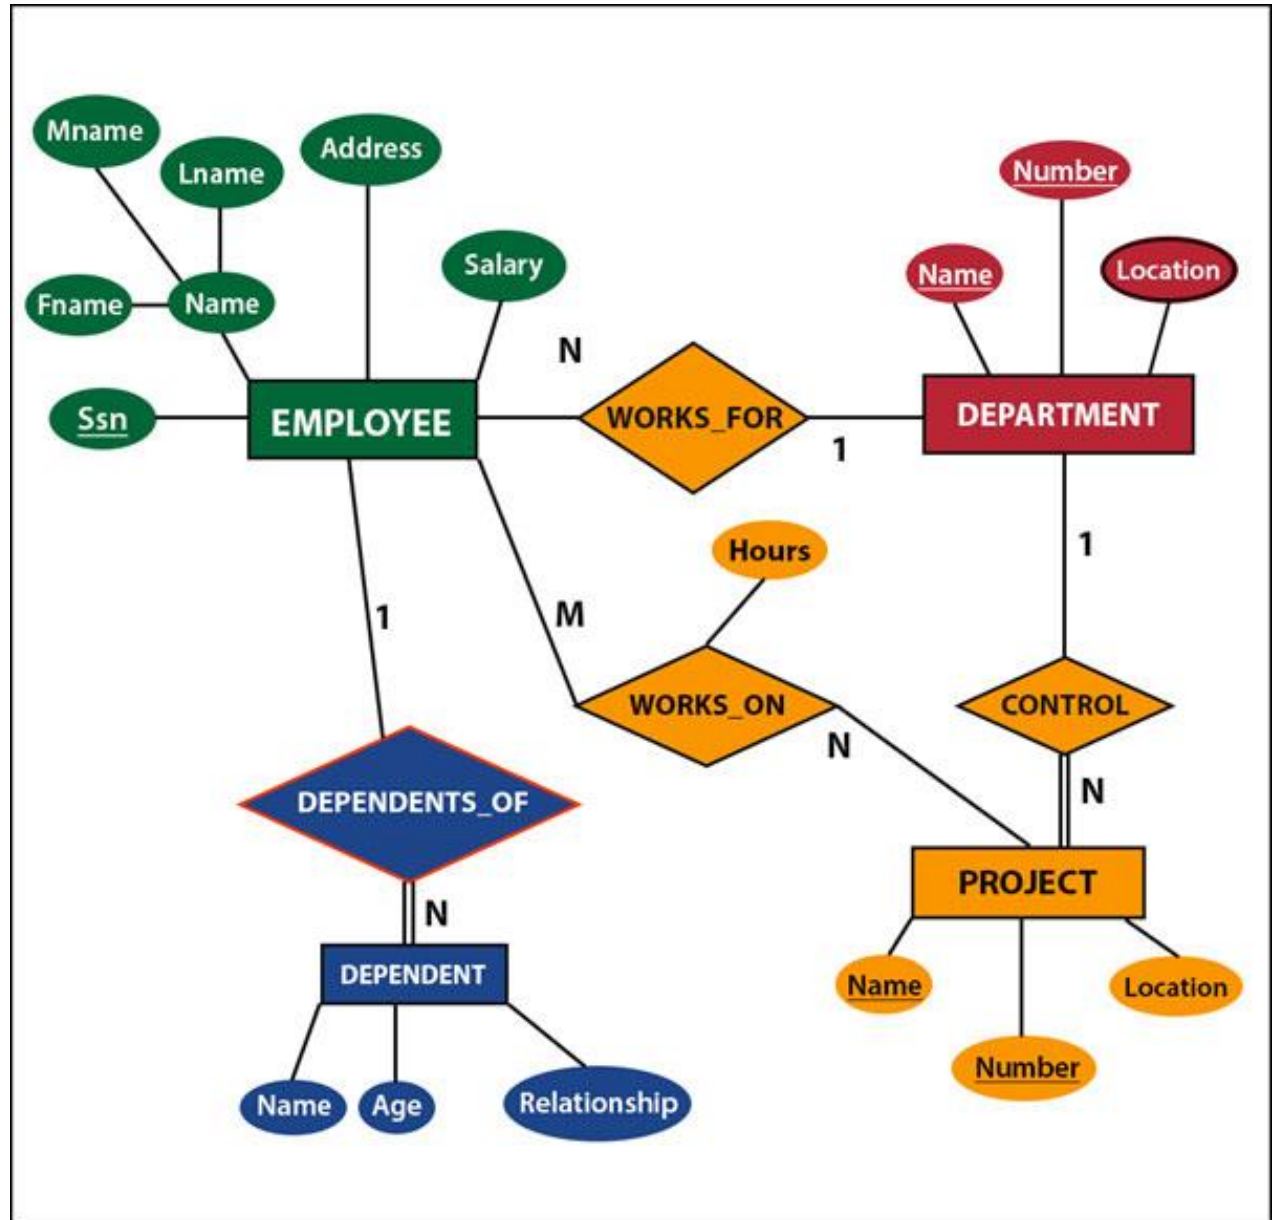 Mname
Lname
Address
Number
Fname
Name
Salary
Name
Location
N
Ssn
EMPLOYEE
WORKS_FOR
DEPARTMENT
1
Hours
1
1
M
WORKS_ON
CONTROL
N
N
DEPENDENTS_OF
PROJECT
N
DEPENDENT
Name
Location
Number
Name
Age
Relationship